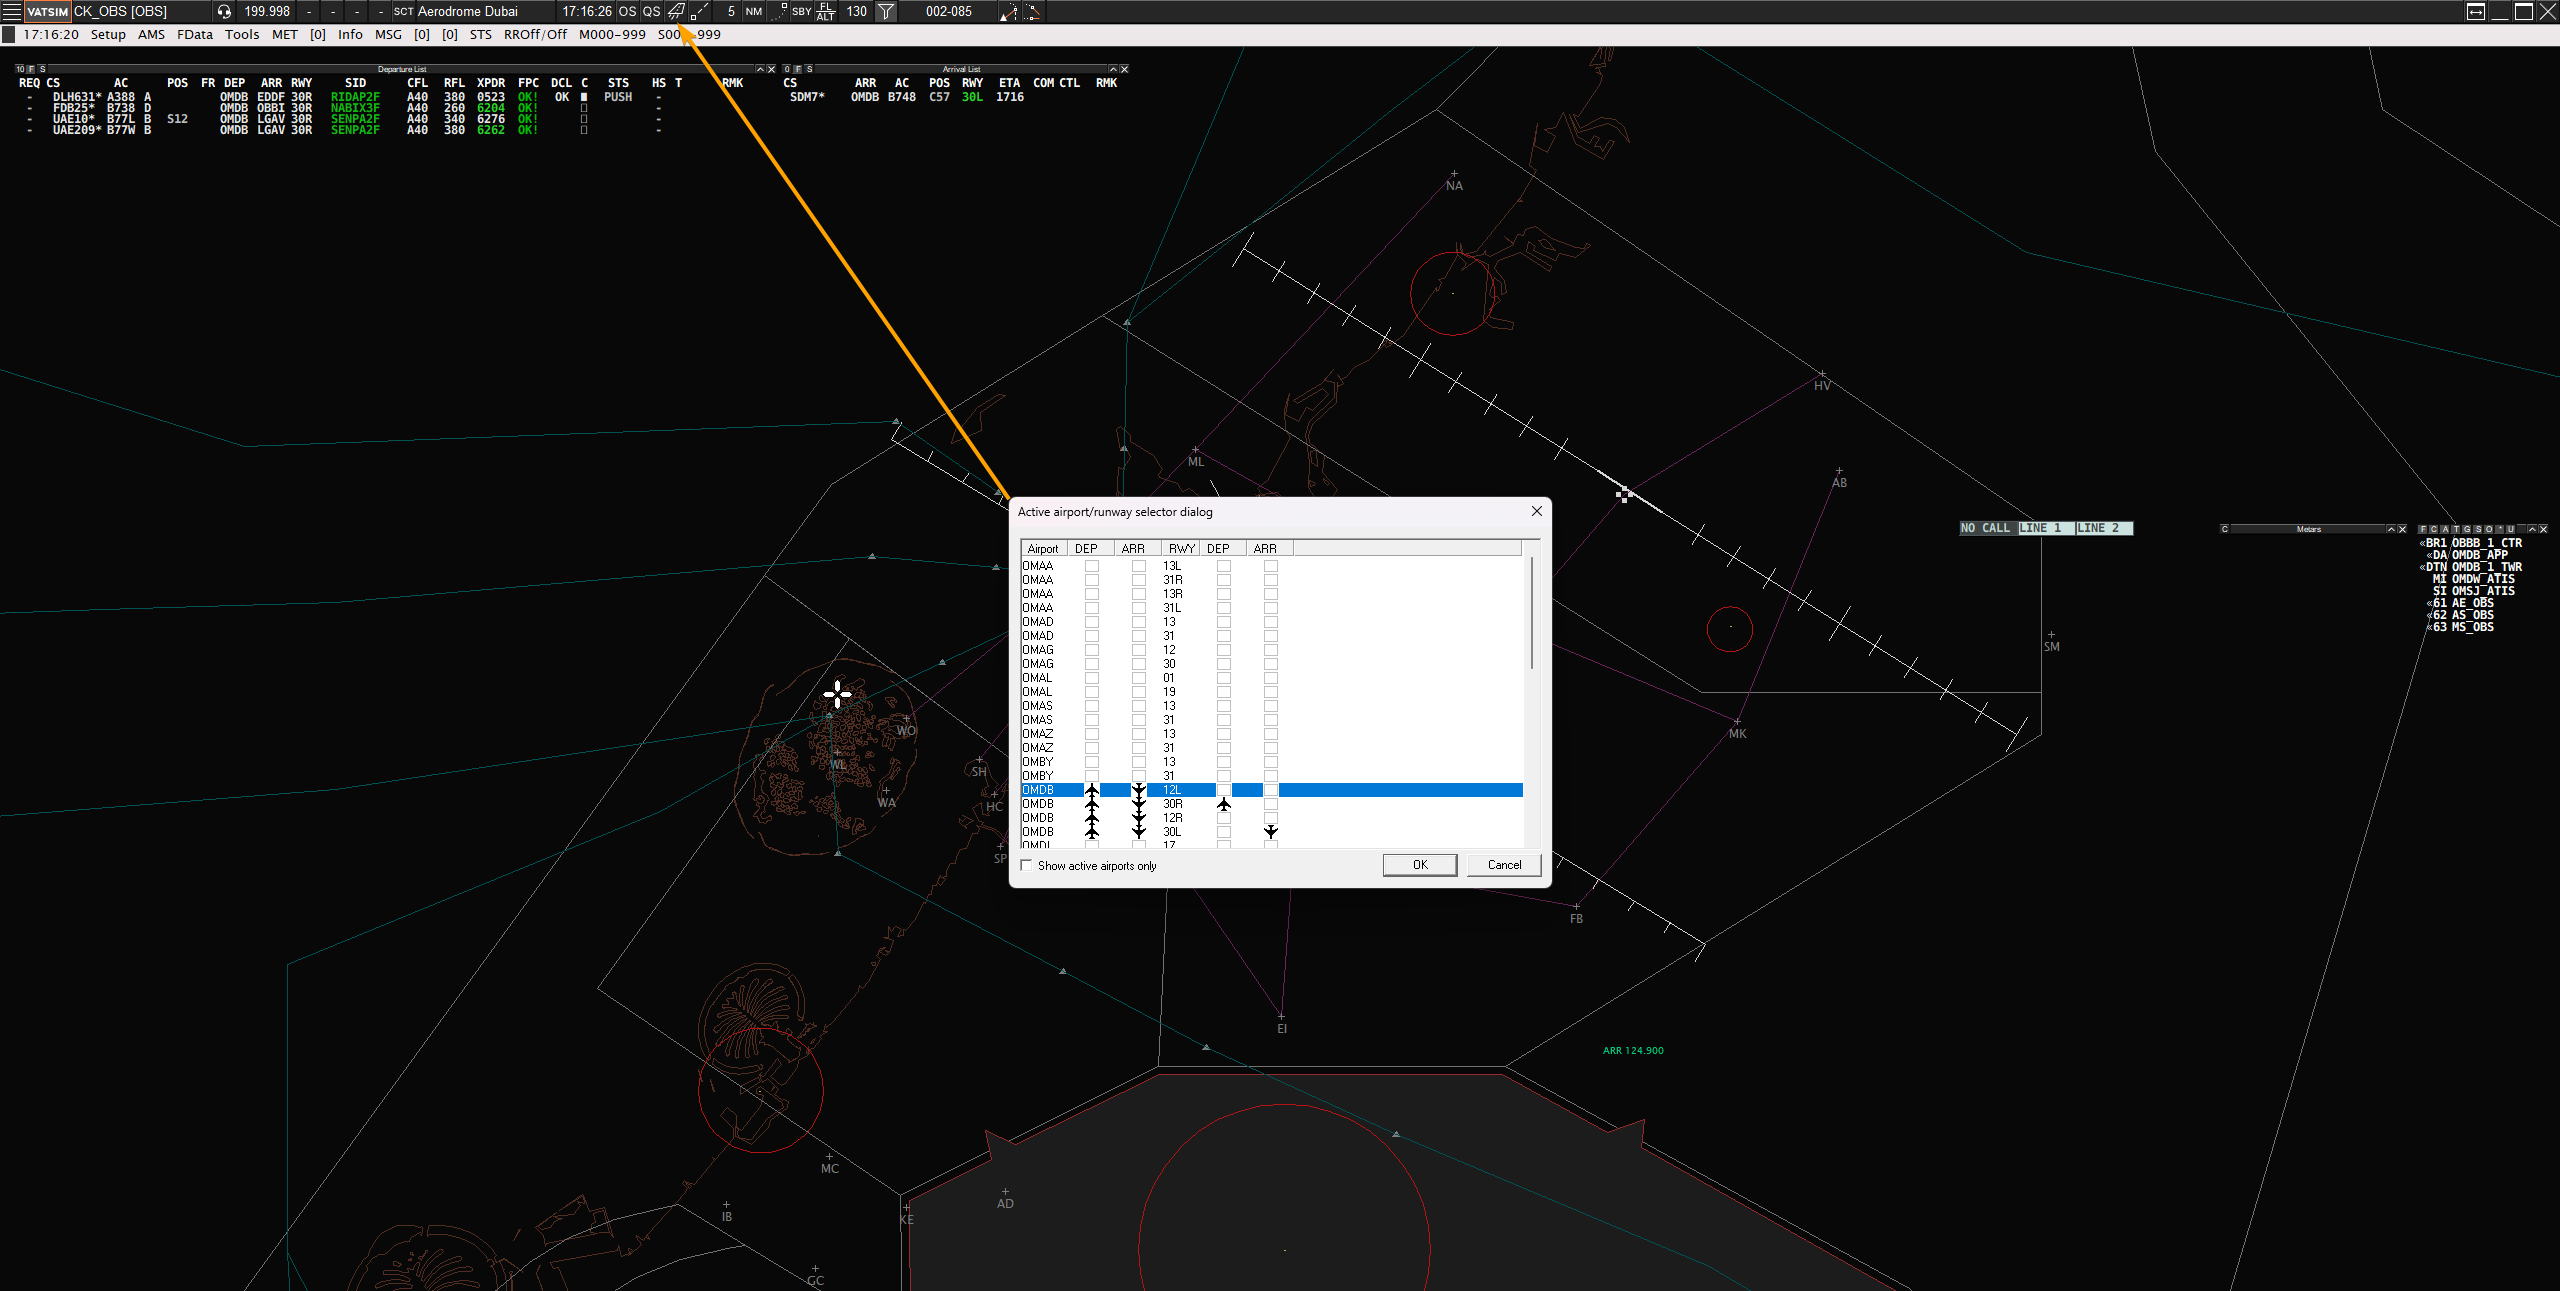 VATSIM CK_OBS [OBS] 199.998 - - - - SCT Aerodrome Dubai 17:16:26 OS QS 5 NM SBY FL ALT 130 002-085
17:16:20 Setup AMS FData Tools MET [0] Info MSG [0] [0] STS RROff/Off M000-999 S00 -999
10 F S Departure List
REQ CS AC POS FR DEP ARR RWY SID CFL RFL XPDR FPC DCL C STS HS T RMK
- DLH631* A388 A OMDB EDDF 30R RIDAP2F A40 380 0523 OK! OK PUSH -
- FDB25* B738 D OMDB OBBI 30R NABIX3F A40 260 6204 OK! -
- UAE10* B77L B S12 OMDB LGAV 30R SENPA2F A40 340 6276 OK! -
- UAE209* B77W B OMDB LGAV 30R SENPA2F A40 380 6262 OK! -
0 F S Arrival List
CS ARR AC POS RWY ETA COM CTL RMK
SDM7* OMDB B748 C57 30L 1716
NA
HV
ML
AB
NO CALL LINE 1 LINE 2
C Metars
F C A T G S O * U
«BR1 OBBB_1_CTR
«DA OMDB_APP
«DTN OMDB_1_TWR
MI OMDW_ATIS
SI OMSJ_ATIS
«61 AE_OBS
«62 AS_OBS
«63 MS_OBS
SM
MK
WO
WL
WA
SH
HC
SP
Active airport/runway selector dialog
Airport DEP ARR RWY DEP ARR
OMAA 13L
OMAA 31R
OMAA 13R
OMAA 31L
OMAD 13
OMAD 31
OMAG 12
OMAG 30
OMAL 01
OMAL 19
OMAS 13
OMAS 31
OMAZ 13
OMAZ 31
OMBY 13
OMBY 31
OMDB 12L
OMDB 30R
OMDB 12R
OMDB 30L
17
Show active airports only
OK Cancel
FB
EI
ARR 124.900
MC
AD
IB
KE
GC